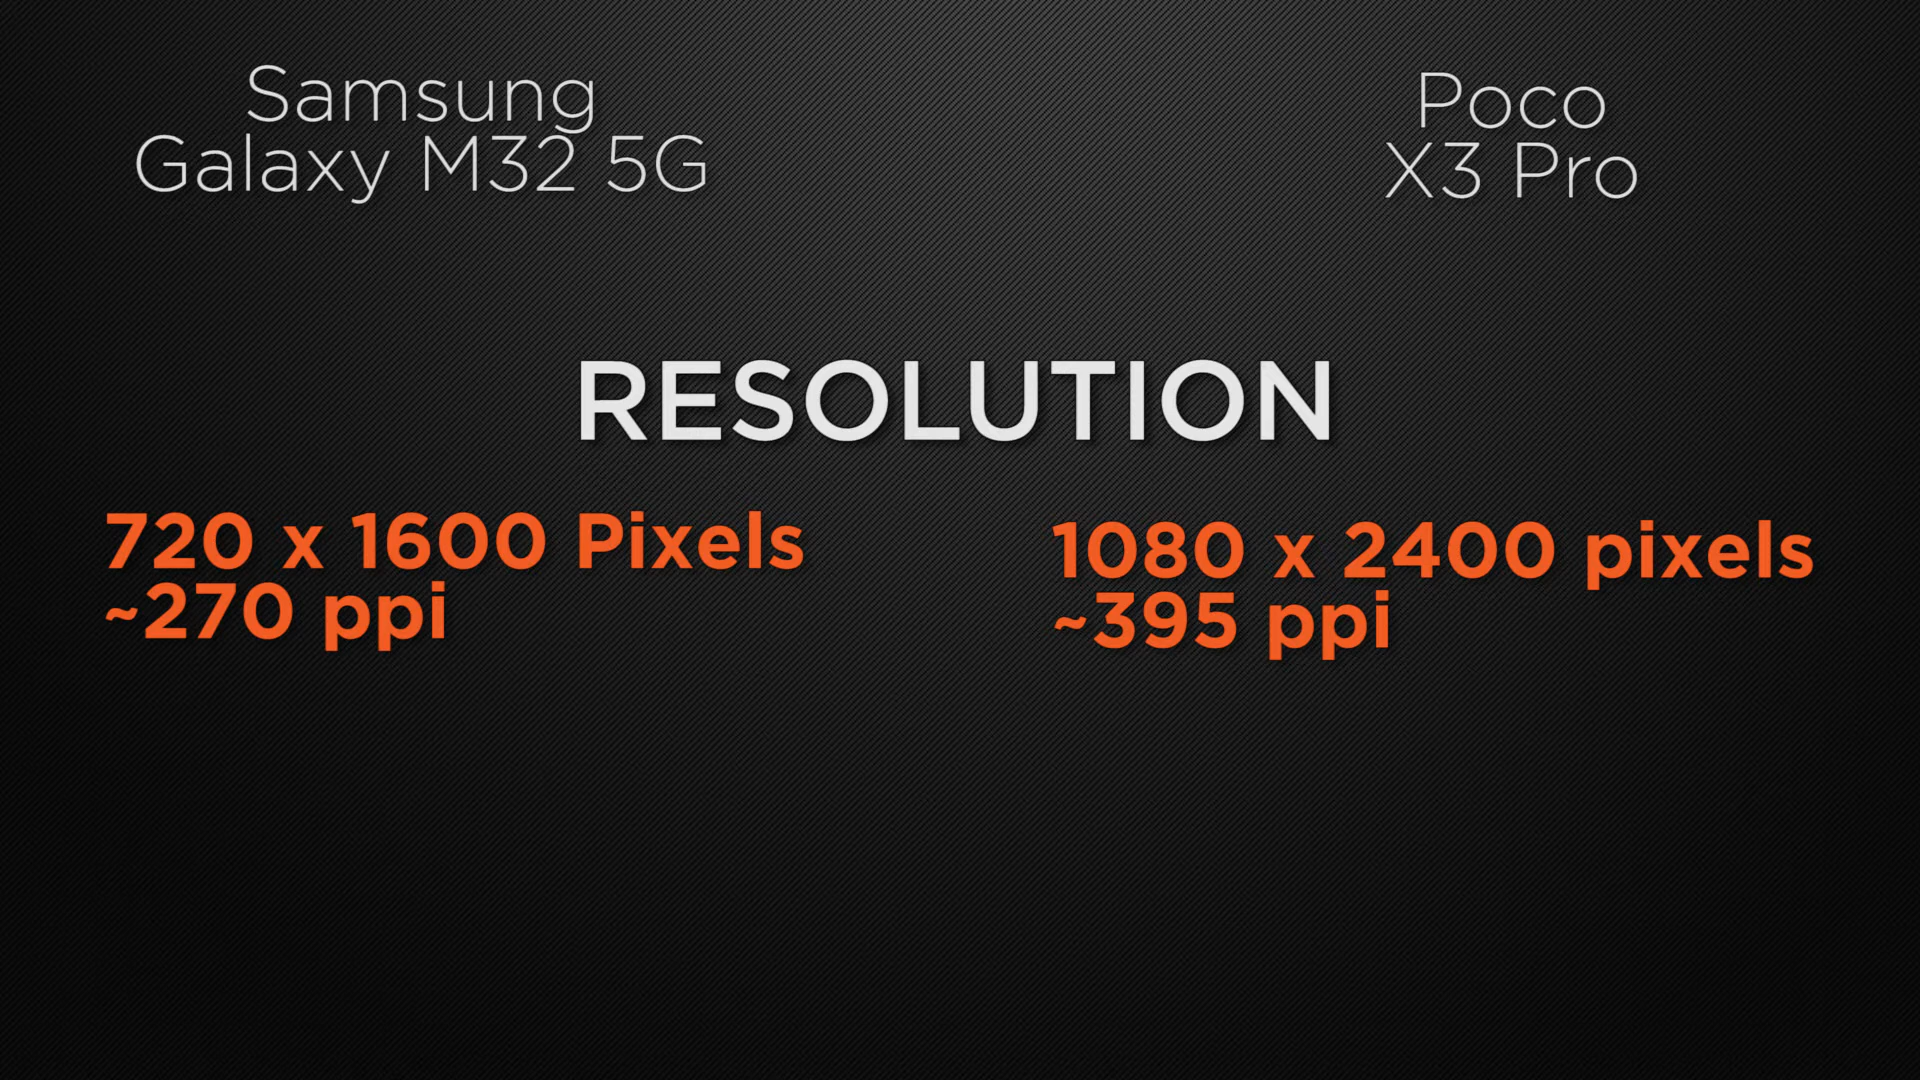 Samsung
Galaxy M32 5G
Poco
X3 Pro
RESOLUTION
720 x 1600 Pixels
~270 ppi
1080 x 2400 pixels
~395 ppi